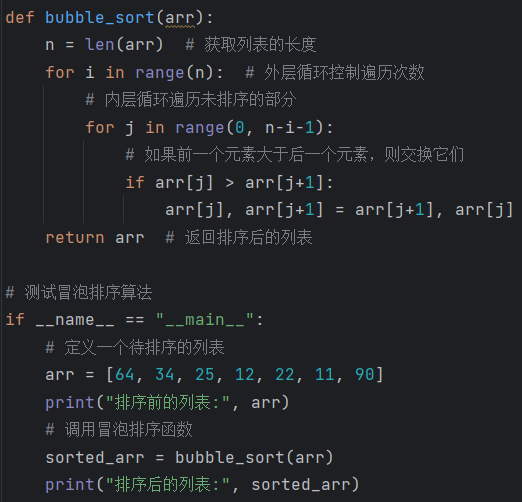 def bubble_sort(arr):
    n = len(arr)  # 获取列表的长度
    for i in range(n):  # 外层循环控制遍历次数
        # 内层循环遍历未排序的部分
        for j in range(0, n-i-1):
            # 如果前一个元素大于后一个元素，则交换它们
            if arr[j] > arr[j+1]:
                arr[j], arr[j+1] = arr[j+1], arr[j]
    return arr  # 返回排序后的列表

# 测试冒泡排序算法
if __name__ == "__main__":
    # 定义一个待排序的列表
    arr = [64, 34, 25, 12, 22, 11, 90]
    print("排序前的列表:", arr)
    # 调用冒泡排序函数
    sorted_arr = bubble_sort(arr)
    print("排序后的列表:", sorted_arr)